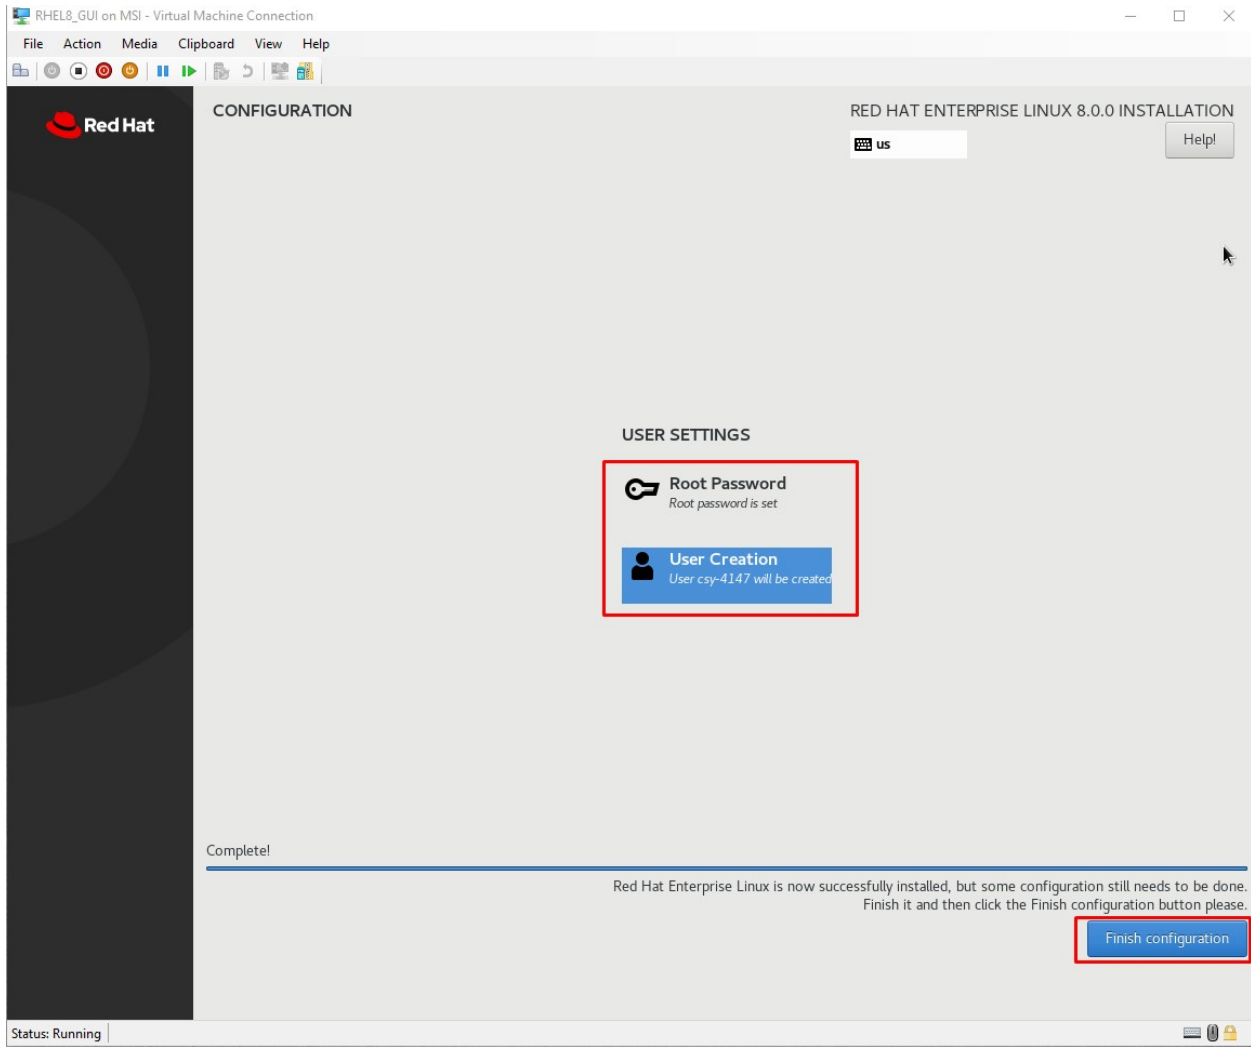 RHEL8_GUI on MSI - Virtual Machine Connection
File Action Media Clipboard View Help
Red Hat
CONFIGURATION
RED HAT ENTERPRISE LINUX 8.0.0 INSTALLATION
us
Help!
USER SETTINGS
Root Password
Root password is set
User Creation
User csy-4147 will be created
Complete!
Red Hat Enterprise Linux is now successfully installed, but some configuration still needs to be done.
Finish it and then click the Finish configuration button please.
Finish configuration
Status: Running